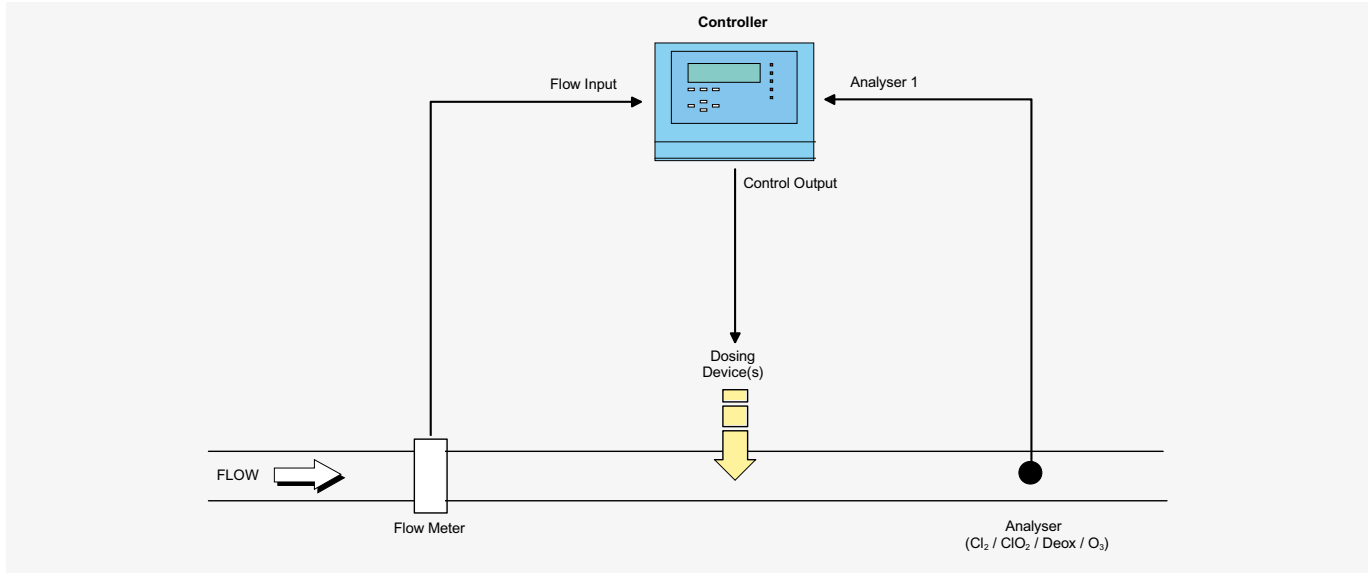 Controller
Flow Input
Analyser 1
Control Output
Dosing
Device(s)
FLOW
Flow Meter
Analyser
(Cl₂ / ClO₂ / Deox / O₃)